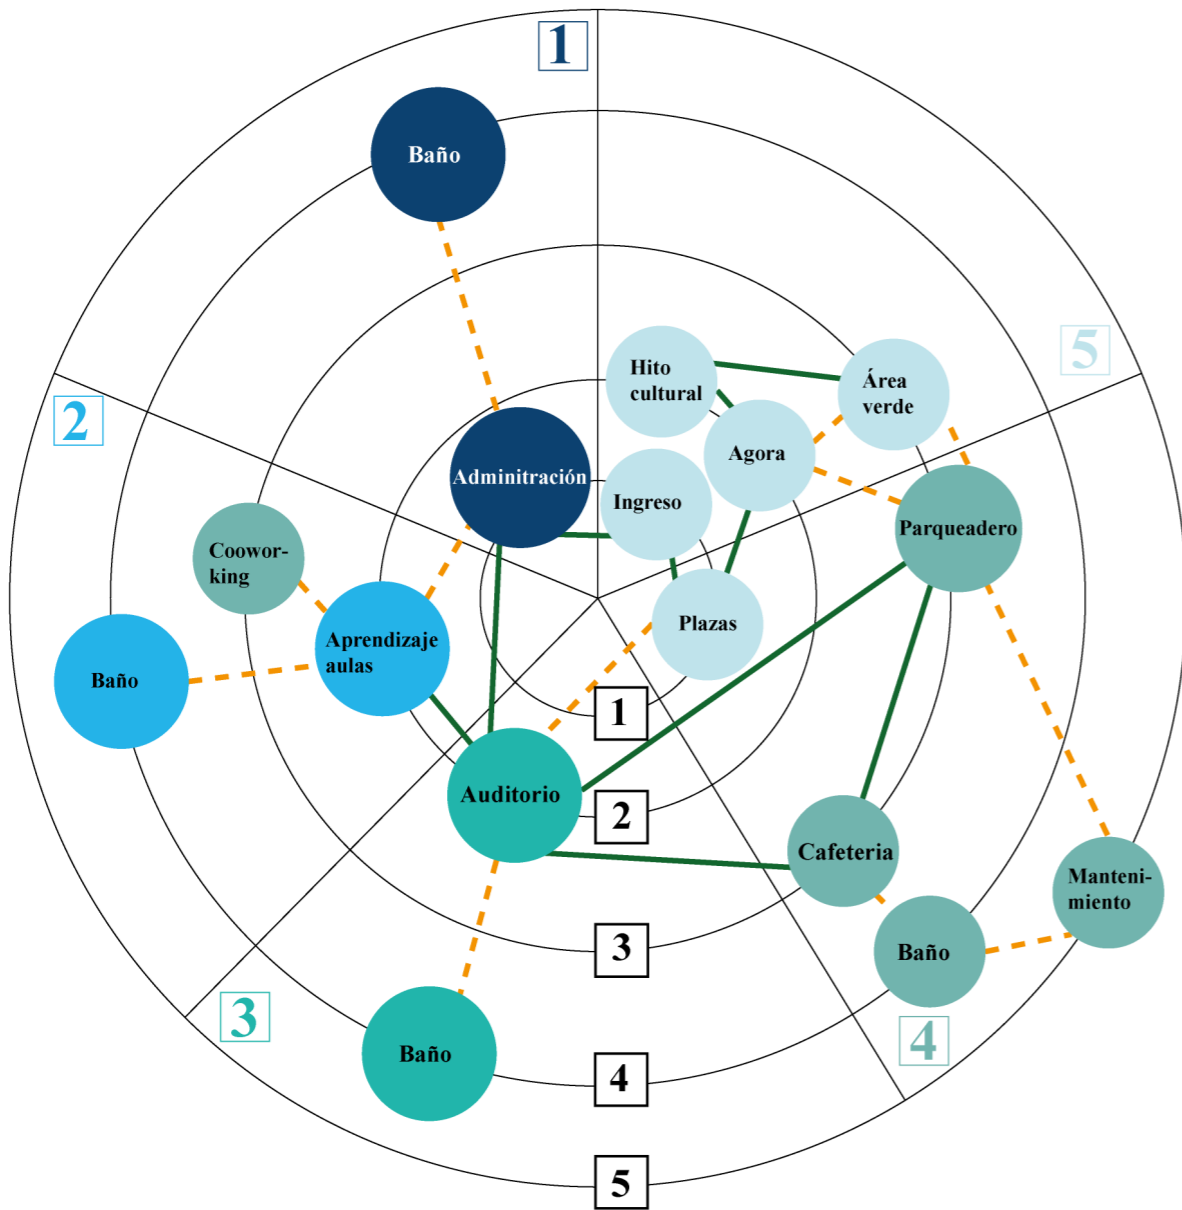 1
Baño
5
Hito
cultural
Área
verde
2
Agora
Adminitración
Ingreso
Parqueadero
Coowor-
king
Plazas
Aprendizaje
aulas
Baño
1
Auditorio
2
Cafeteria
Manteni-
miento
3
Baño
3
4
Baño
4
5